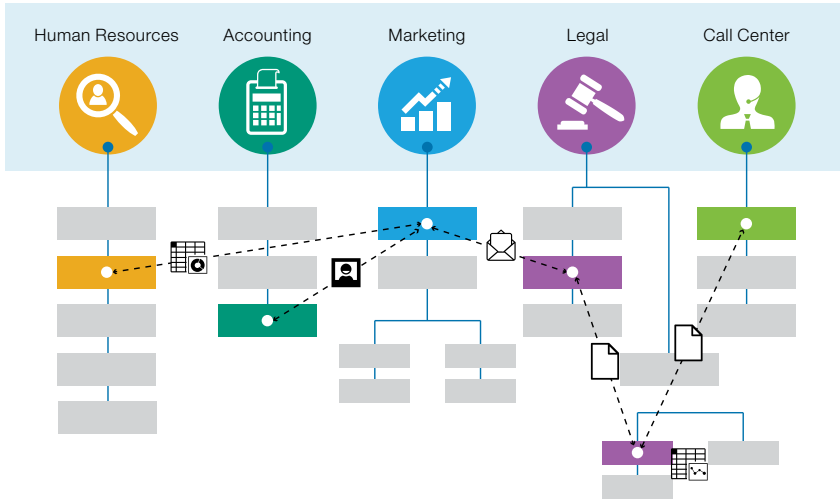 Human Resources
Accounting
Marketing
Legal
Call Center